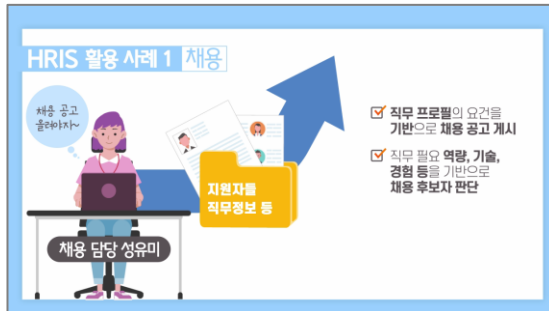 HRIS 활용 사례 1 채용
채용 공고
올려야지~
지원자들
직무정보 등
채용 담당 성유미
직무 프로필의 요건을
기반으로 채용 공고 게시
직무 필요 역량, 기술,
경험 등을 기반으로
채용 후보자 판단